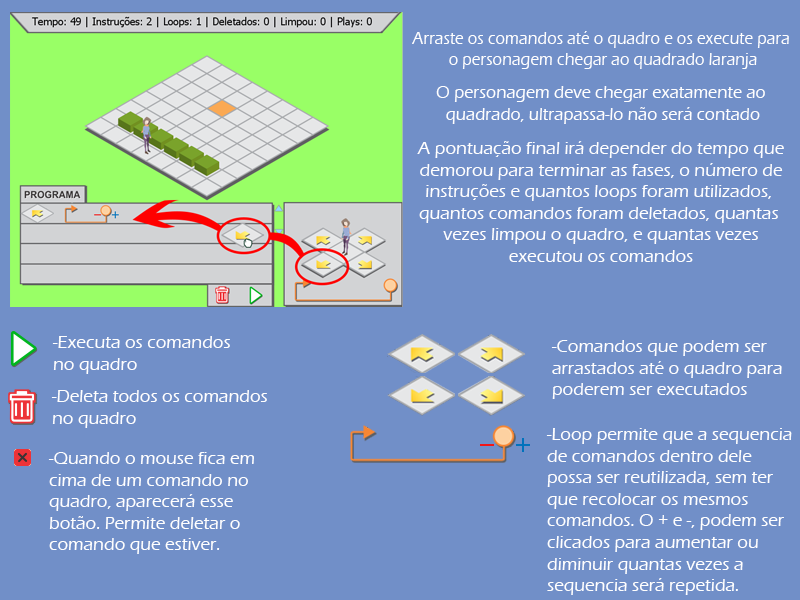 Tempo: 49 | Instruções: 2 | Loops: 1 | Deletados: 0 | Limpou: 0 | Plays: 0
PROGRAMA
Arraste os comandos até o quadro e os execute para
o personagem chegar ao quadrado laranja
O personagem deve chegar exatamente ao
quadrado, ultrapassa-lo não será contado
A pontuação final irá depender do tempo que
demorou para terminar as fases, o número de
instruções e quantos loops foram utilizados,
quantos comandos foram deletados, quantas
vezes limpou o quadro, e quantas vezes
executou os comandos
-Executa os comandos
no quadro
-Deleta todos os comandos
no quadro
-Quando o mouse fica em
cima de um comando no
quadro, aparecerá esse
botão. Permite deletar o
comando que estiver.
-Comandos que podem ser
arrastados até o quadro para
poderem ser executados
-Loop permite que a sequencia
de comandos dentro dele
possa ser reutilizada, sem ter
que recolocar os mesmos
comandos. O + e -, podem ser
clicados para aumentar ou
diminuir quantas vezes a
sequencia será repetida.